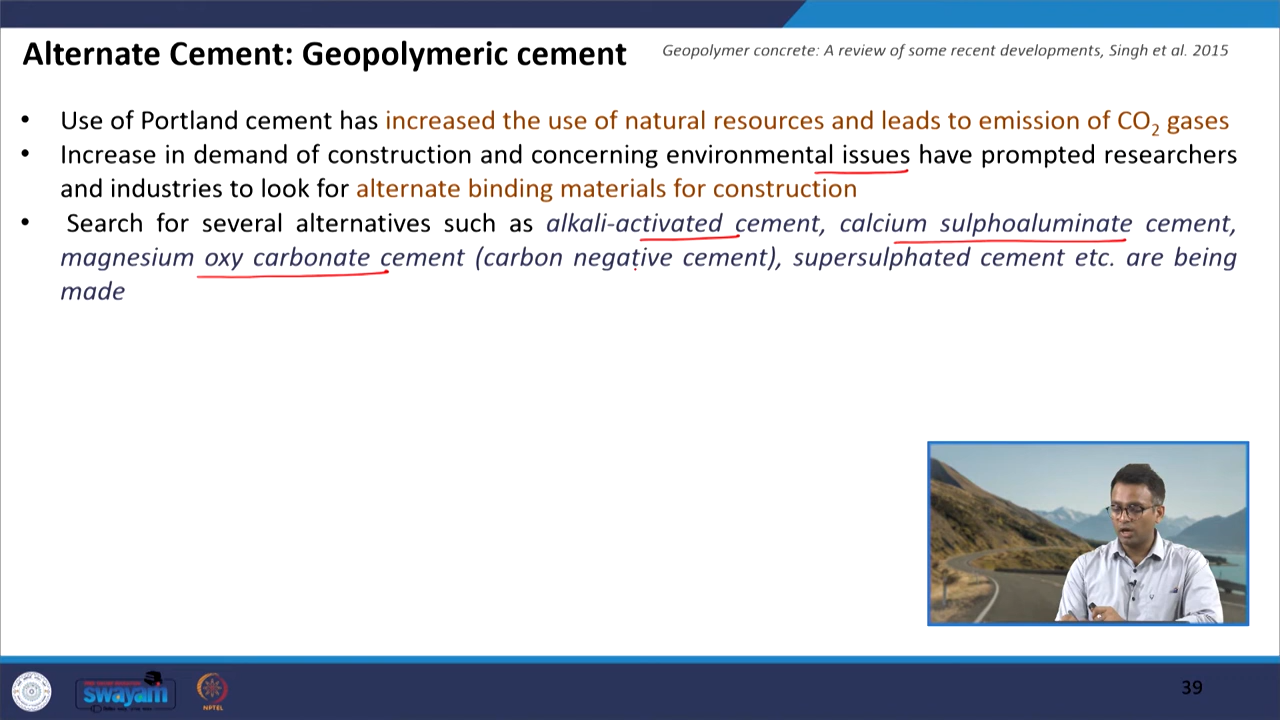 Alternate Cement: Geopolymeric cement
Geopolymer concrete: A review of some recent developments, Singh et al. 2015
• Use of Portland cement has increased the use of natural resources and leads to emission of CO2 gases
• Increase in demand of construction and concerning environmental issues have prompted researchers
and industries to look for alternate binding materials for construction
• Search for several alternatives such as alkali-activated cement, calcium sulphoaluminate cement,
magnesium oxy carbonate cement (carbon negative cement), supersulphated cement etc. are being
made
swayam
NPTEL
39